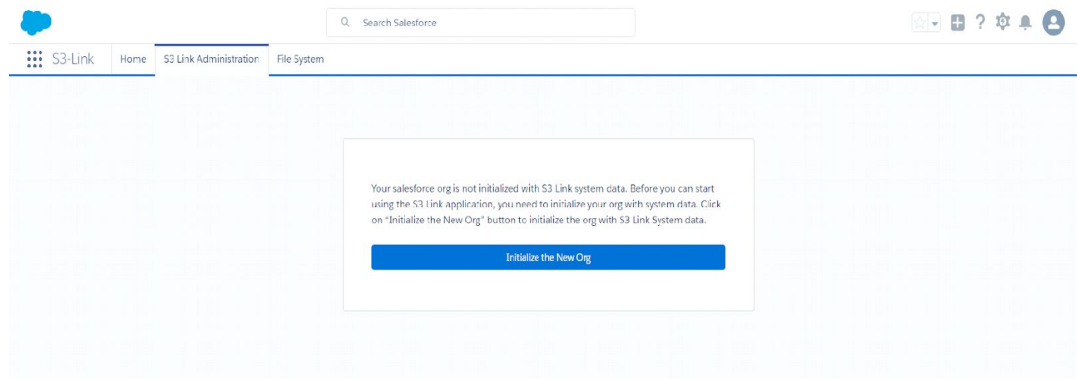 Search Salesforce
S3-Link
Home
S3 Link Administration
File System
Your salesforce org is not initialized with S3 Link system data. Before you can start
using the S3 Link application, you need to initialize your org with system data. Click
on "Initialize the New Org" button to initialize the org with S3 Link System data.
Initialize the New Org